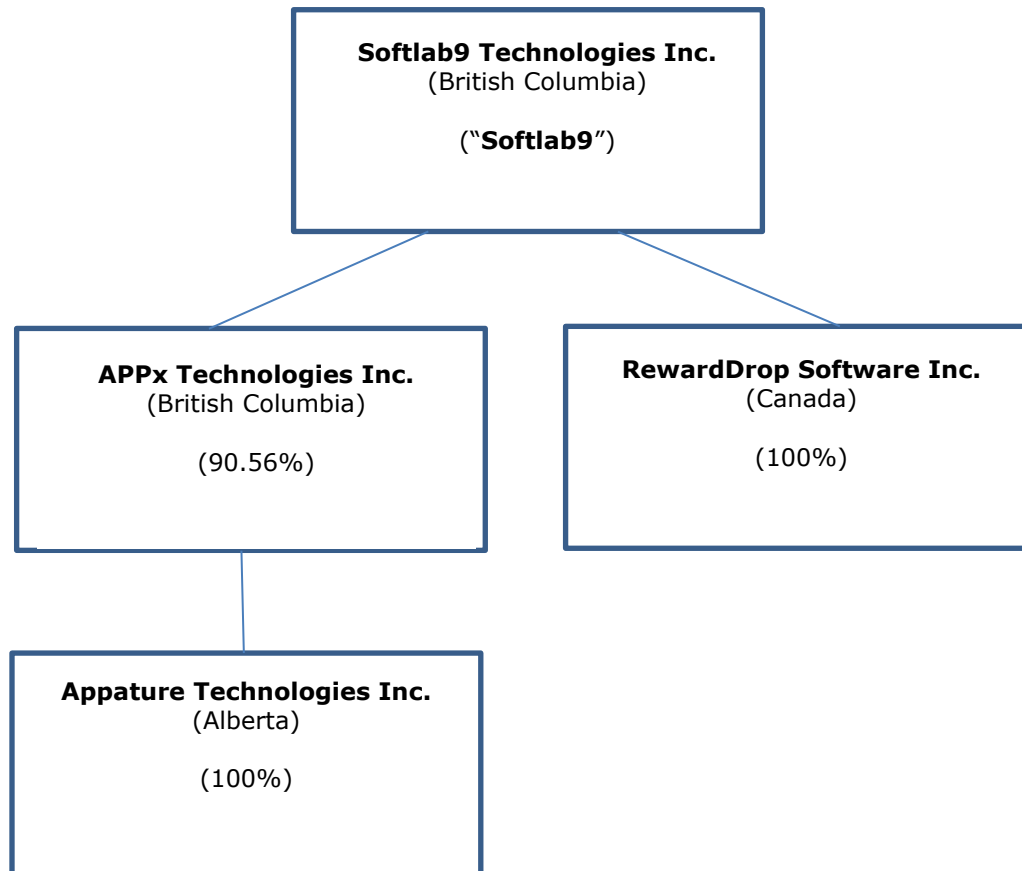 Softlab9 Technologies Inc.
(British Columbia)
(“Softlab9”)
APPx Technologies Inc.
(British Columbia)
(90.56%)
RewardDrop Software Inc.
(Canada)
(100%)
Appature Technologies Inc.
(Alberta)
(100%)